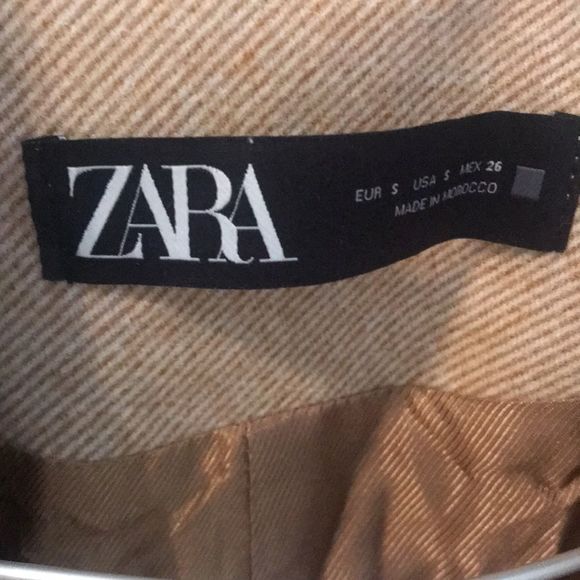 ZARA
EUR S USA S MEX 26
MADE IN MOROCCO